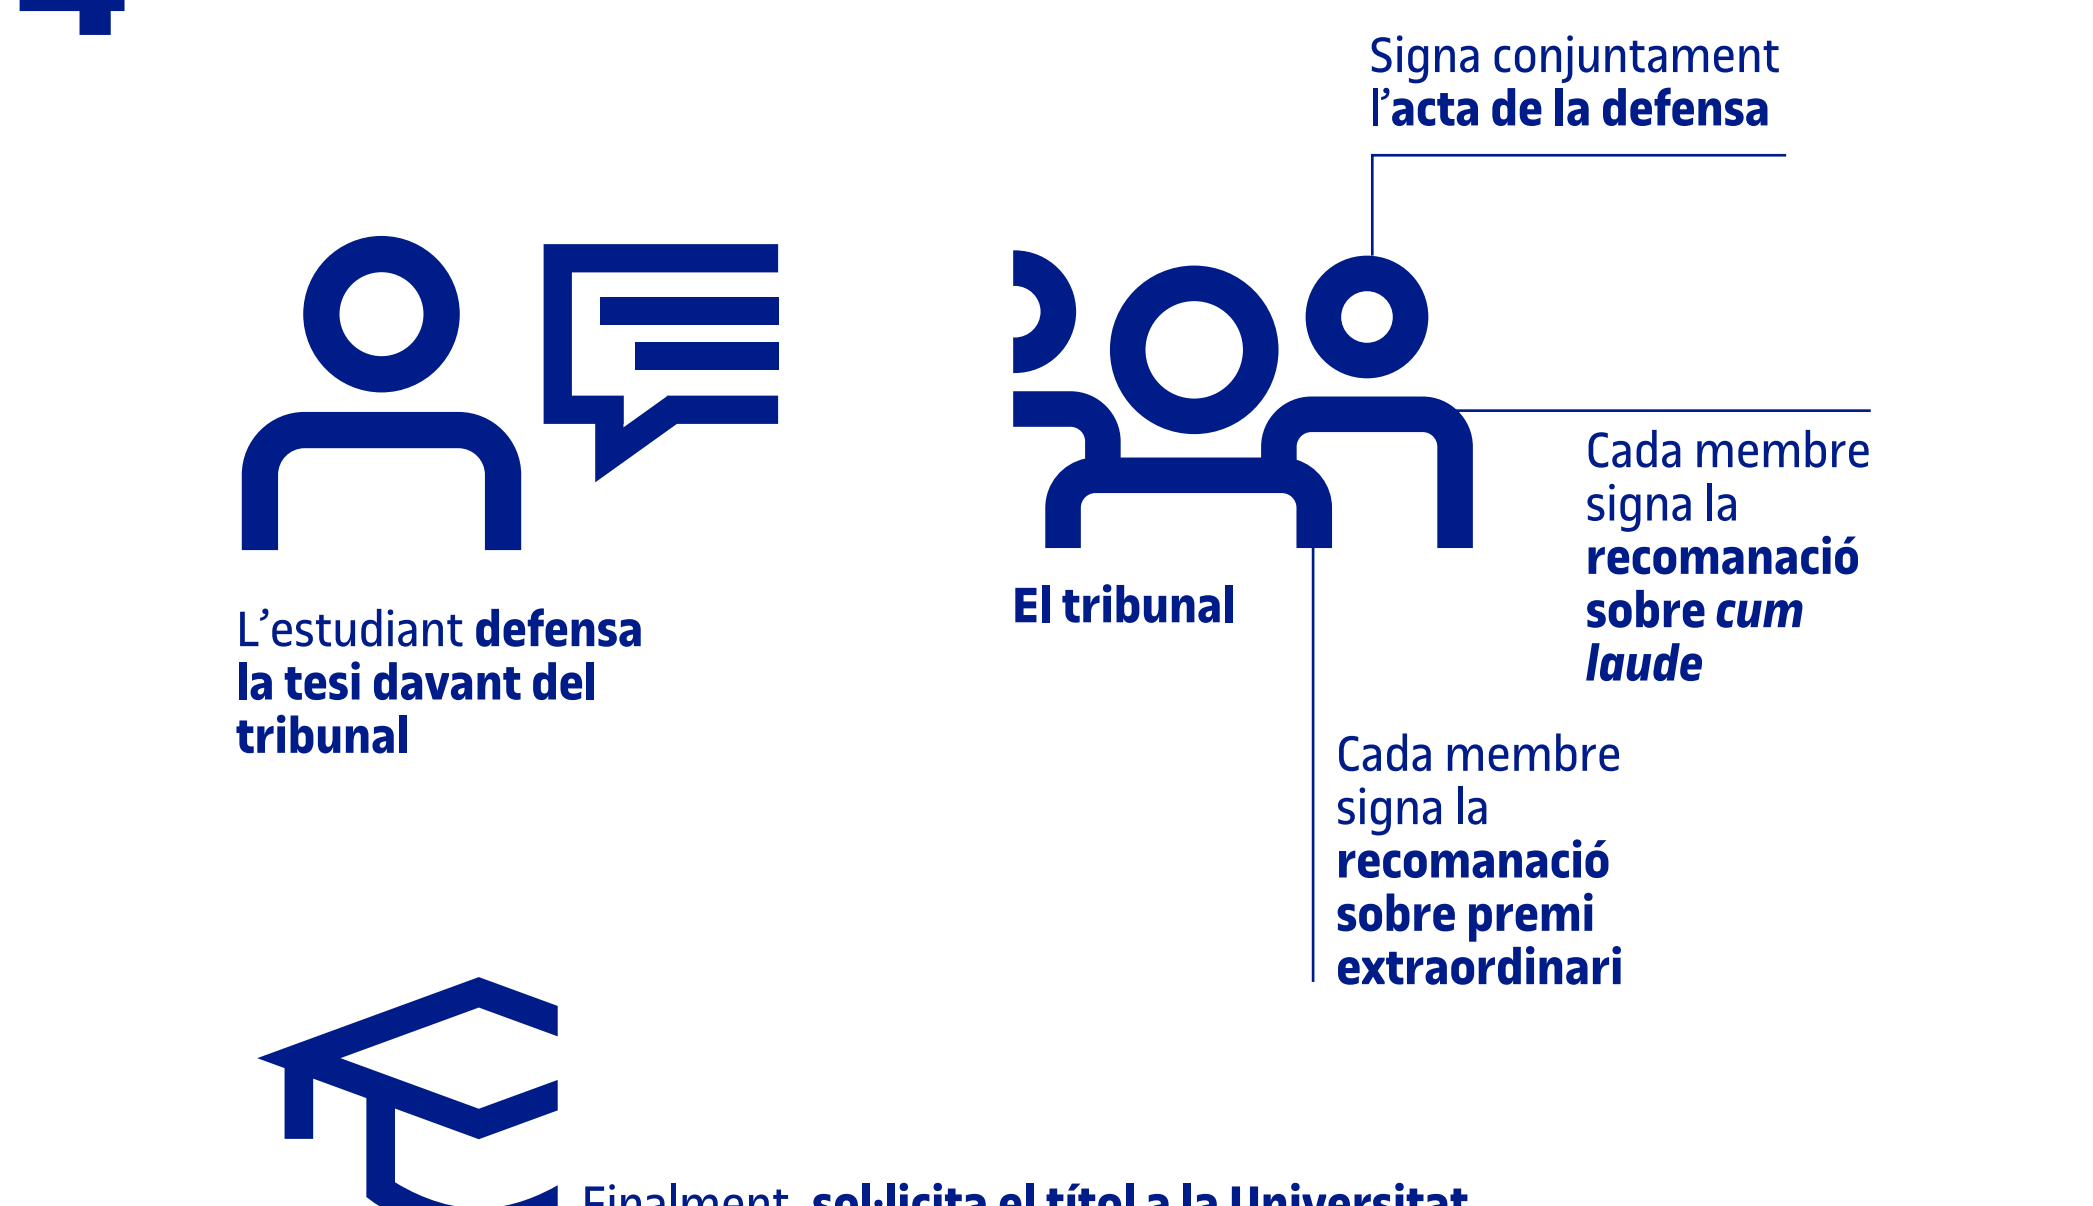 4
Signa conjuntament
l’acta de la defensa
L’estudiant defensa
la tesi davant del
tribunal
El tribunal
Cada membre
signa la
recomanació
sobre cum
laude
Cada membre
signa la
recomanació
sobre premi
extraordinari
Finalment, sol·licita el títol a la Universitat